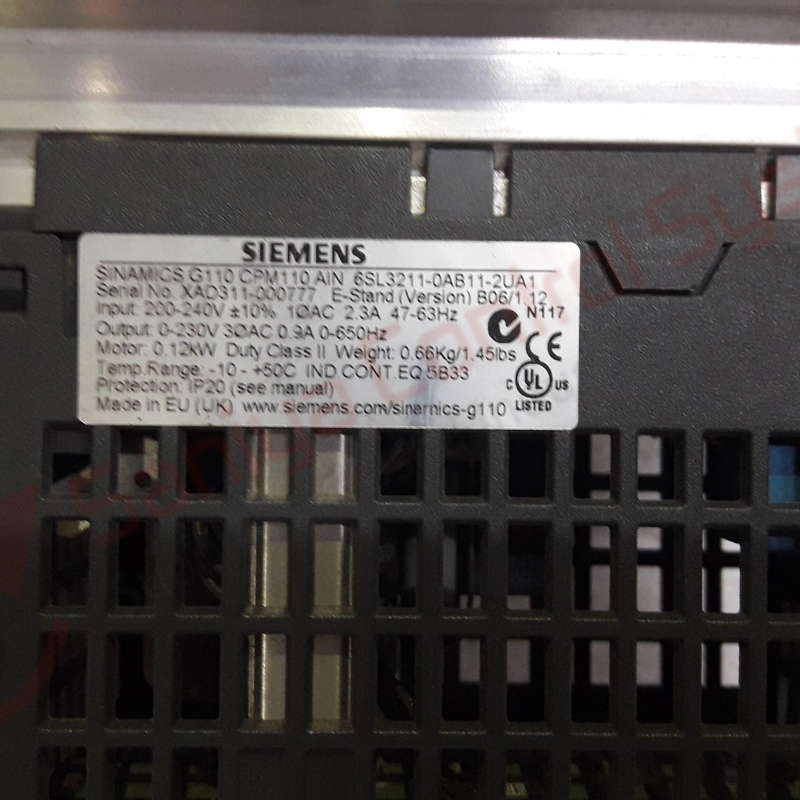 SIEMENS
SINAMICS G110 CPM110 AIN 6SL3211-0AB11-2UA1
Serial No. XAD311-000777 E-Stand (Version) B06/1.12
Input: 200-240V ±10% 1ØAC 2.3A 47-63Hz
N117
Output: 0-230V 3ØAC 0.9A 0-650Hz
Motor: 0.12kW Duty Class II Weight: 0.66Kg/1.45lbs
CE
Temp.Range: -10 - +50C IND CONT.EQ 5B33
C UL US
Protection: IP20 (see manual)
Made in EU (UK) www.siemens.com/sinamics-g110 LISTED